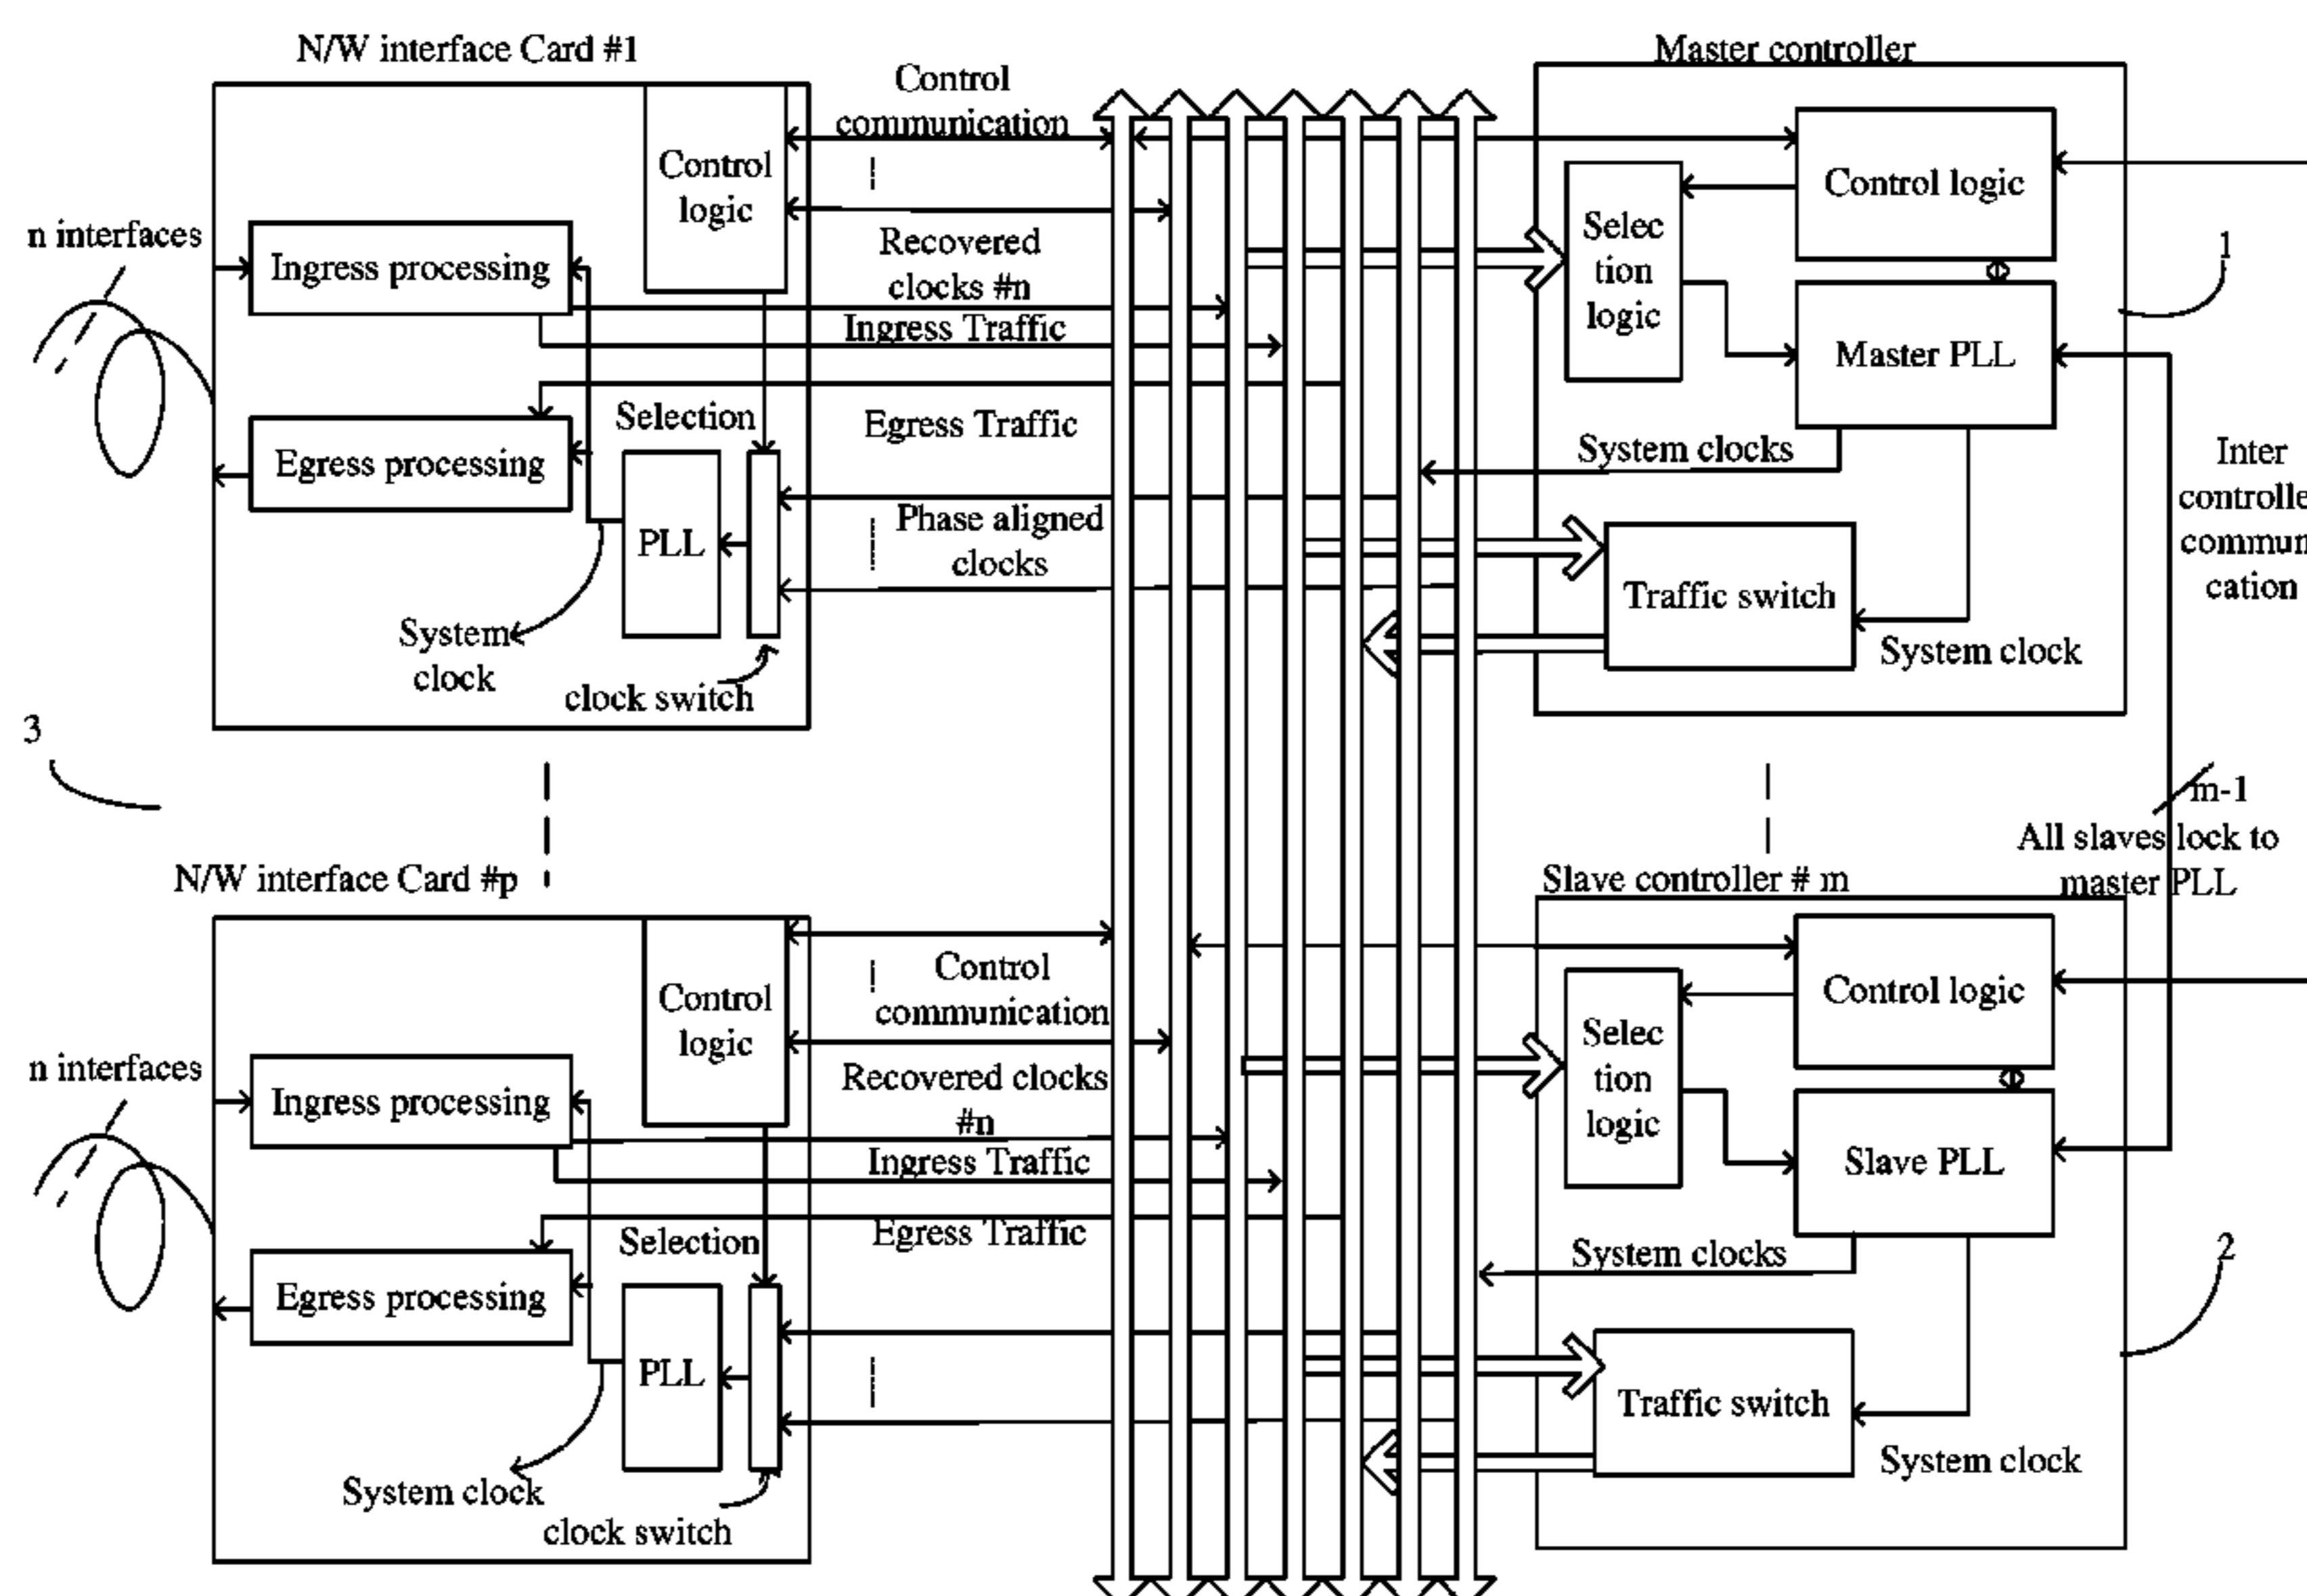 N/W interface Card #1
Control
communication
Control
logic
n interfaces
Ingress processing
Recovered
clocks #n
Ingress Traffic
Egress Traffic
Selection
Egress processing
PLL
Phase aligned
clocks
System
clock
clock switch
3
Master controller
Control logic
Selec
tion
logic
1
Master PLL
System clocks
Inter
controlle
commun
cation
Traffic switch
System clock
m-1
All slaves lock to
master PLL
N/W interface Card #p
Control
communication
Control
logic
n interfaces
Ingress processing
Recovered clocks
#n
Ingress Traffic
Egress Traffic
Selection
Egress processing
PLL
System clock
clock switch
Slave controller # m
Control logic
Selec
tion
logic
Slave PLL
System clocks
2
Traffic switch
System clock